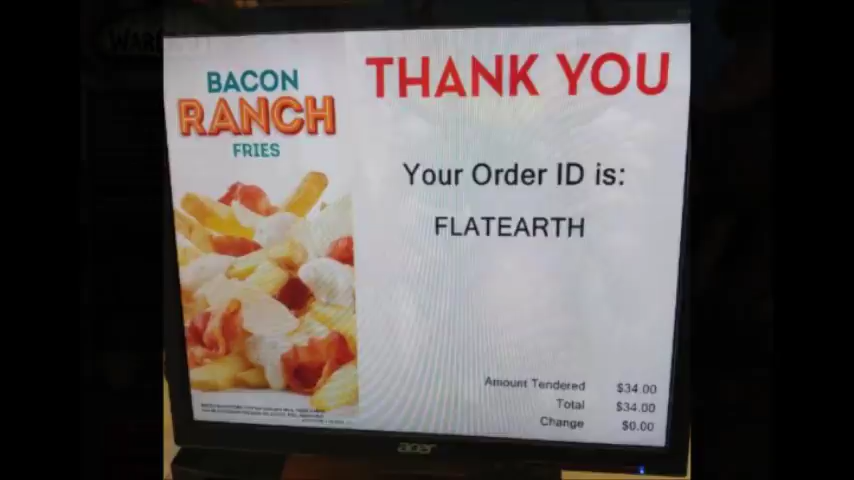 BACON
RANCH
FRIES
THANK YOU
Your Order ID is:
FLATEARTH
Amount Tendered $34.00
Total $34.00
Change $0.00
acer